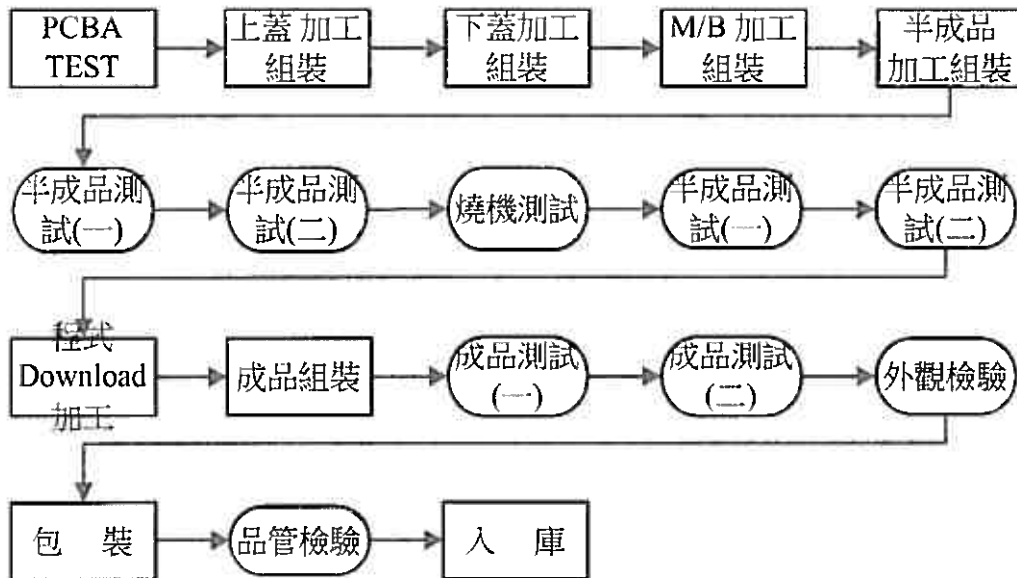 PCBA
TEST
上蓋 加工
組裝
下蓋加工
組裝
M/B 加工
組裝
半成品
加工組裝
半成品測
試(一)
半成品測
試(二)
燒機測試
半成品測
試(一)
半成品測
試(二)
程式
Download
加工
成品組裝
成品測試
(一)
成品測試
(二)
外觀檢驗
包 裝
品管檢驗
入 庫